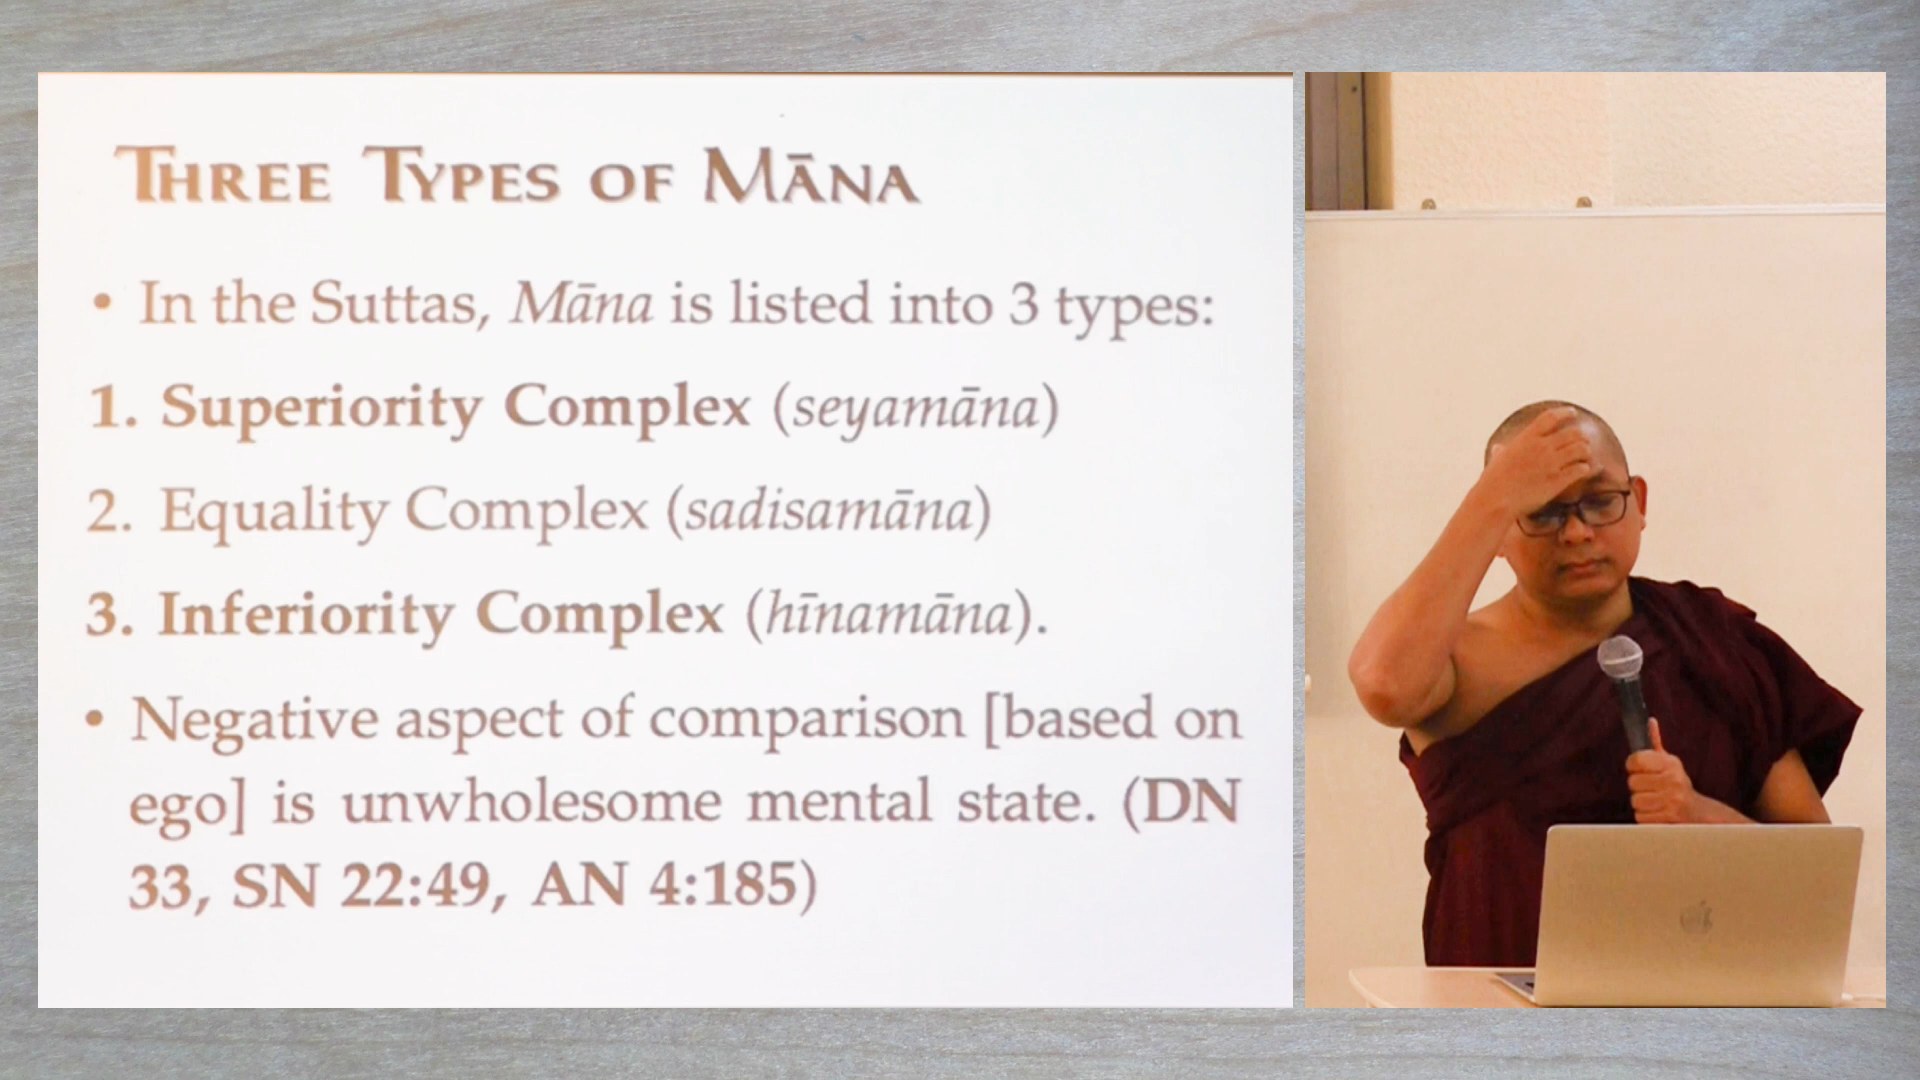 THREE TYPES OF MĀNA
• In the Suttas, Māna is listed into 3 types:
1. Superiority Complex (seyamāna)
2. Equality Complex (sadisamāna)
3. Inferiority Complex (hīnamāna).
• Negative aspect of comparison [based on
ego] is unwholesome mental state. (DN
33, SN 22:49, AN 4:185)